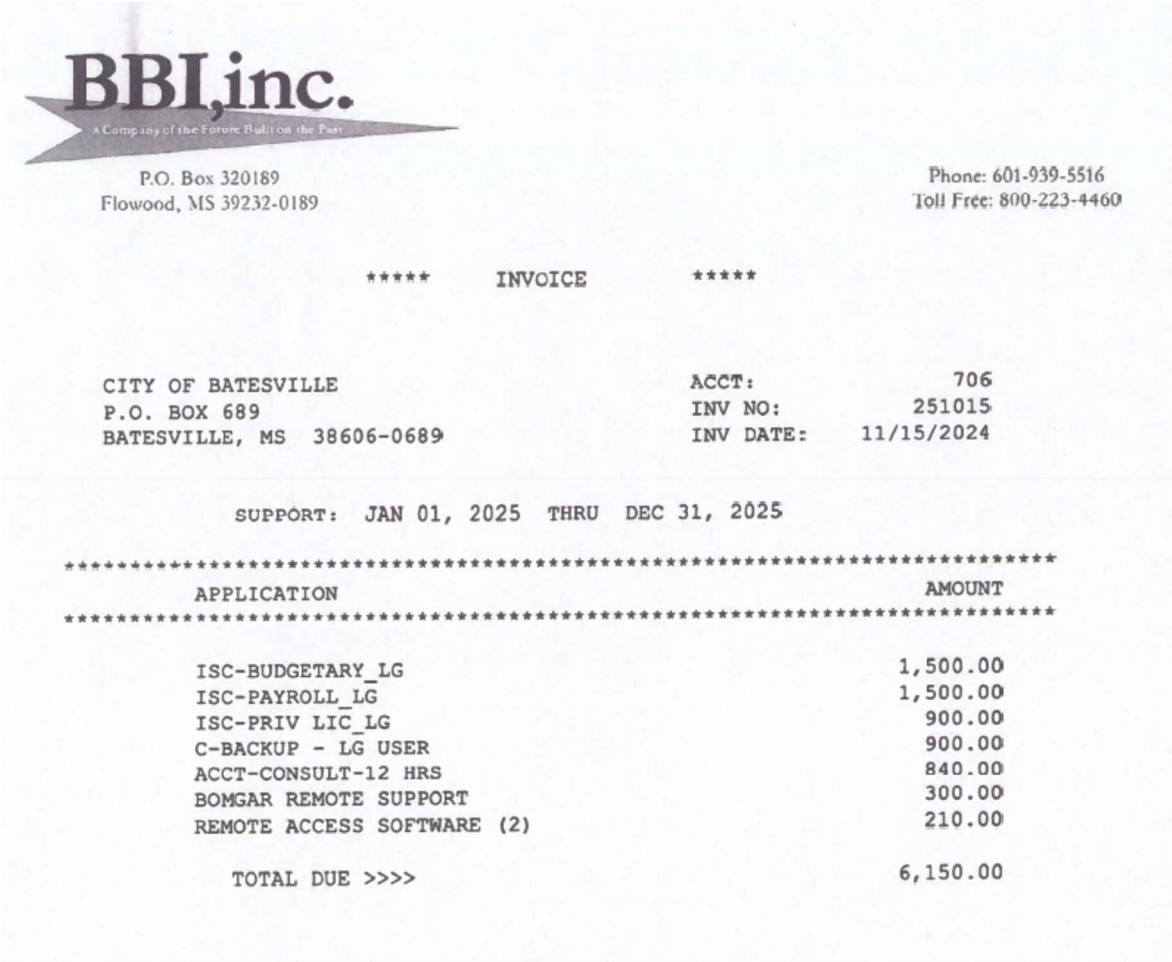 BBI,inc.
A Company of the Future Built on the Past
P.O. Box 320189
Flowood, MS 39232-0189
Phone: 601-939-5516
Toll Free: 800-223-4460
***** INVOICE *****
CITY OF BATESVILLE
P.O. BOX 689
BATESVILLE, MS 38606-0689
ACCT: 706
INV NO: 251015
INV DATE: 11/15/2024
SUPPORT: JAN 01, 2025 THRU DEC 31, 2025
******************************************************************************
APPLICATION AMOUNT
******************************************************************************
ISC-BUDGETARY_LG 1,500.00
ISC-PAYROLL_LG 1,500.00
ISC-PRIV LIC_LG 900.00
C-BACKUP - LG USER 900.00
ACCT-CONSULT-12 HRS 840.00
BOMGAR REMOTE SUPPORT 300.00
REMOTE ACCESS SOFTWARE (2) 210.00
TOTAL DUE >>>> 6,150.00